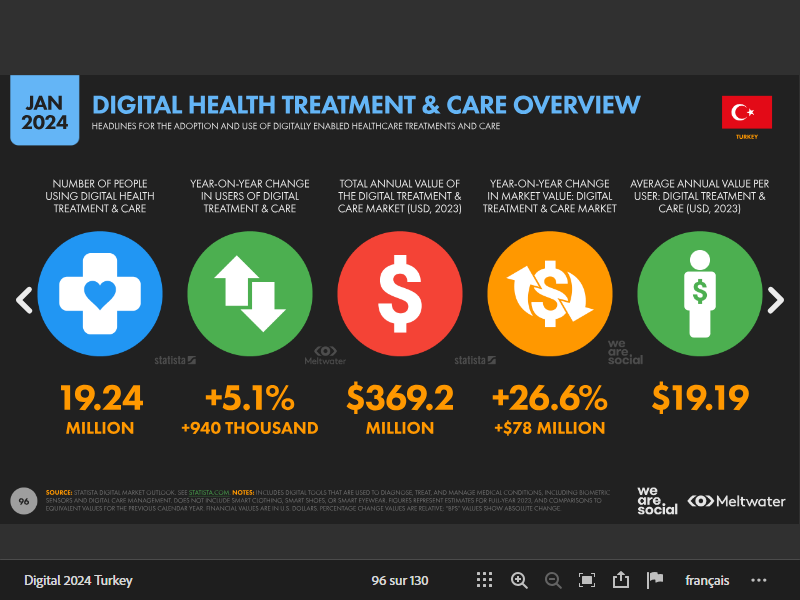 JAN
2024
DIGITAL HEALTH TREATMENT & CARE OVERVIEW
HEADLINES FOR THE ADOPTION AND USE OF DIGITALLY ENABLED HEALTHCARE TREATMENTS AND CARE
TURKEY
NUMBER OF PEOPLE
USING DIGITAL HEALTH
TREATMENT & CARE
YEAR-ON-YEAR CHANGE
IN USERS OF DIGITAL
TREATMENT & CARE
TOTAL ANNUAL VALUE OF
THE DIGITAL TREATMENT &
CARE MARKET (USD, 2023)
YEAR-ON-YEAR CHANGE
IN MARKET VALUE: DIGITAL
TREATMENT & CARE MARKET
AVERAGE ANNUAL VALUE PER
USER: DIGITAL TREATMENT &
CARE (USD, 2023)
$
$
$
statista
Meltwater
statista
we
are.
social
19.24
MILLION
+5.1%
+940 THOUSAND
$369.2
MILLION
+26.6%
+$78 MILLION
$19.19
96
SOURCE: STATISTA DIGITAL MARKET OUTLOOK. SEE STATISTA.COM. NOTES: INCLUDES DIGITAL TOOLS THAT ARE USED TO DIAGNOSE, TREAT, AND MANAGE MEDICAL CONDITIONS, INCLUDING BIOMETRIC
SENSORS AND DIGITAL CARE MANAGEMENT. DOES NOT INCLUDE SMART CLOTHING, SMART SHOES, OR SMART EYEWEAR. FIGURES REPRESENT ESTIMATES FOR FULL-YEAR 2023, AND COMPARISONS TO
EQUIVALENT VALUES FOR THE PREVIOUS CALENDAR YEAR. FINANCIAL VALUES ARE IN U.S. DOLLARS. PERCENTAGE CHANGE VALUES ARE RELATIVE; "BPS" VALUES SHOW ABSOLUTE CHANGE.
we
are.
social
Meltwater
Digital 2024 Turkey
96 sur 130
français